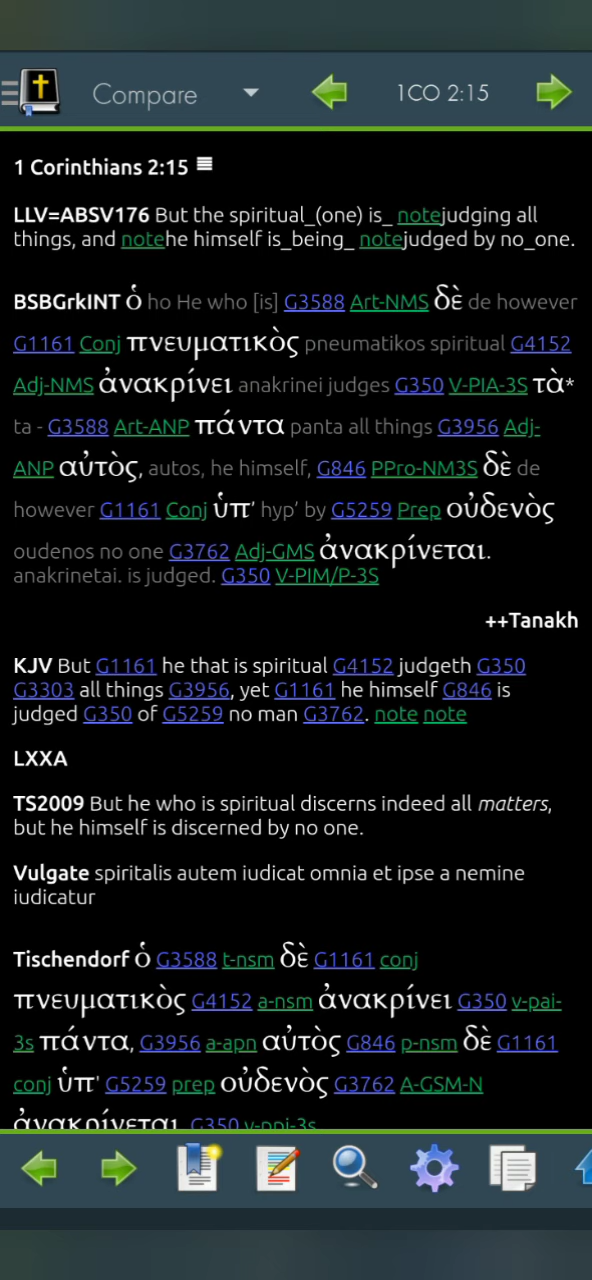 Compare
1CO 2:15
1 Corinthians 2:15
LLV=ABSV176 But the spiritual_(one) is_ notejudging all
things, and notehe himself is_being_ notejudged by no_one.
BSBGrkINT ὁ ho He who [is] G3588 Art-NMS δὲ de however
G1161 Conj πνευματικὸς pneumatikos spiritual G4152
Adj-NMS ἀνακρίνει anakrinei judges G350 V-PIA-3S τὰ*
ta - G3588 Art-ANP πάντα panta all things G3956 Adj-
ANP αὐτὸς, autos, he himself, G846 PPro-NM3S δὲ de
however G1161 Conj ὑπ’ hyp’ by G5259 Prep οὐδενὸς
oudenos no one G3762 Adj-GMS ἀνακρίνεται.
anakrinetai. is judged. G350 V-PIM/P-3S
++Tanakh
KJV But G1161 he that is spiritual G4152 judgeth G350
G3303 all things G3956, yet G1161 he himself G846 is
judged G350 of G5259 no man G3762. note note
LXXA
TS2009 But he who is spiritual discerns indeed all matters,
but he himself is discerned by no one.
Vulgate spiritalis autem iudicat omnia et ipse a nemine
iudicatur
Tischendorf ὁ G3588 t-nsm δὲ G1161 conj
πνευματικὸς G4152 a-nsm ἀνακρίνει G350 v-pai-
3s πάντα, G3956 a-apn αὐτὸς G846 p-nsm δὲ G1161
conj ὑπ' G5259 prep οὐδενὸς G3762 A-GSM-N
ἀνακρίνεται. G350 v-ppi-3s